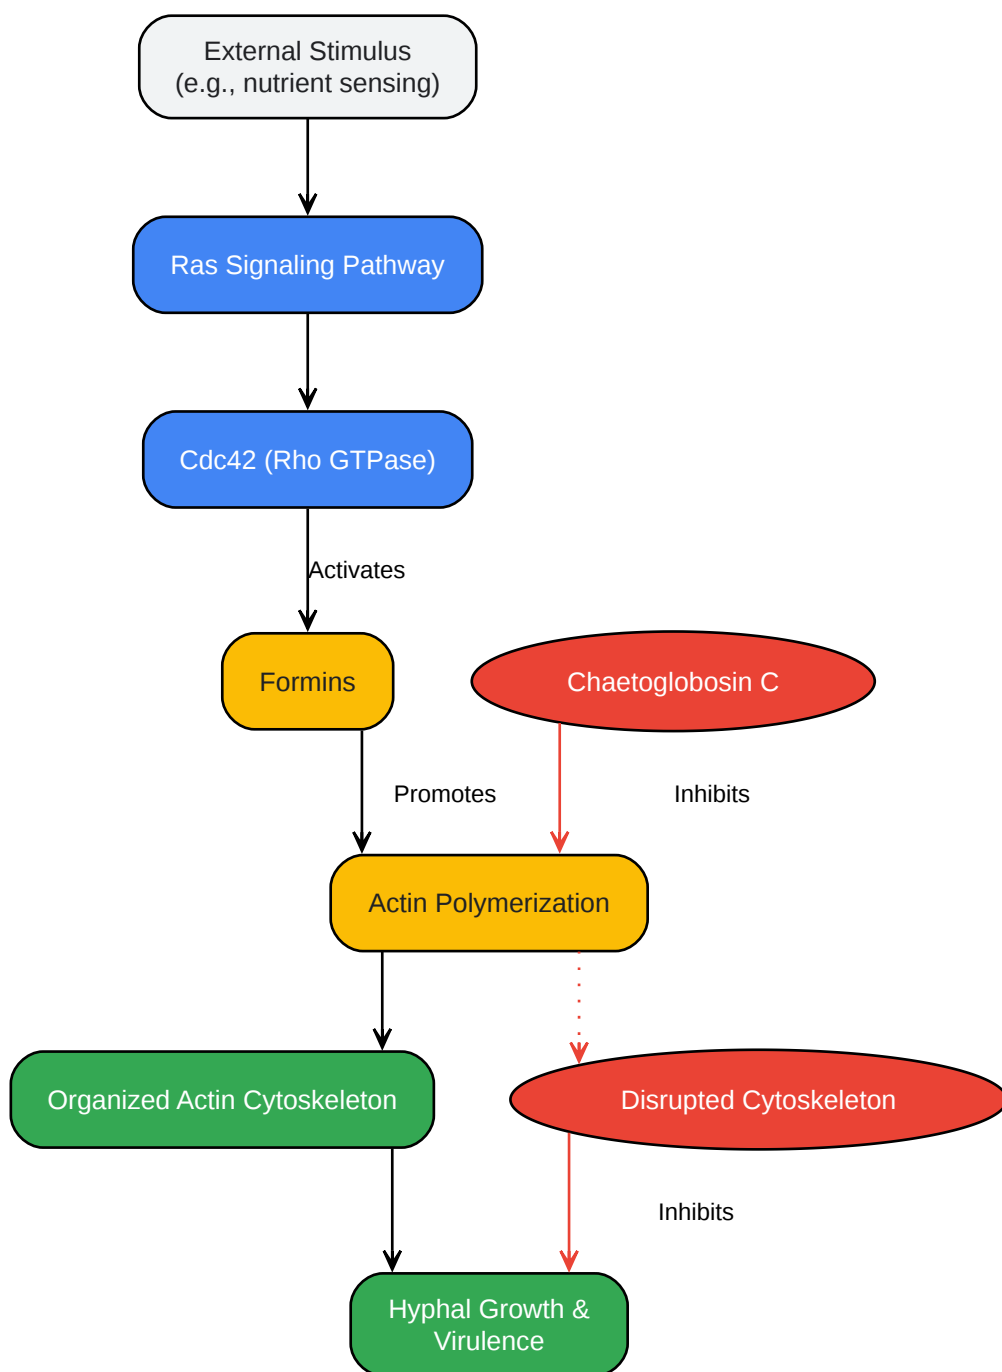 External Stimulus
(e.g., nutrient sensing)
Ras Signaling Pathway
Cdc42 (Rho GTPase)
Activates
Formins
Chaetoglobosin C
Promotes
Inhibits
Actin Polymerization
Organized Actin Cytoskeleton
Disrupted Cytoskeleton
Inhibits
Hyphal Growth &
Virulence